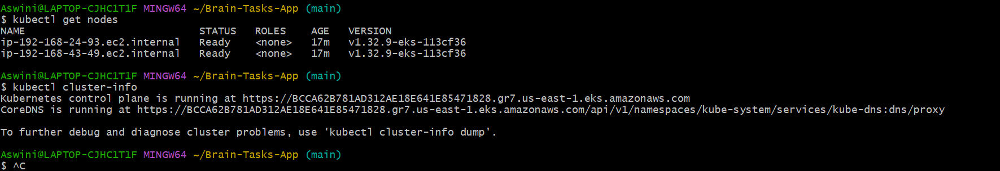 Aswini@LAPTOP-CJHC1T1F MINGW64 ~/Brain-Tasks-App (main)
$ kubectl get nodes
NAME STATUS ROLES AGE VERSION
ip-192-168-24-93.ec2.internal Ready <none> 17m v1.32.9-eks-113cf36
ip-192-168-43-49.ec2.internal Ready <none> 17m v1.32.9-eks-113cf36
Aswini@LAPTOP-CJHC1T1F MINGW64 ~/Brain-Tasks-App (main)
$ kubectl cluster-info
Kubernetes control plane is running at https://BCCA62B781AD312AE18E641E85471828.gr7.us-east-1.eks.amazonaws.com
CoreDNS is running at https://BCCA62B781AD312AE18E641E85471828.gr7.us-east-1.eks.amazonaws.com/api/v1/namespaces/kube-system/services/kube-dns:dns/proxy
To further debug and diagnose cluster problems, use 'kubectl cluster-info dump'.
Aswini@LAPTOP-CJHC1T1F MINGW64 ~/Brain-Tasks-App (main)
$ ^C